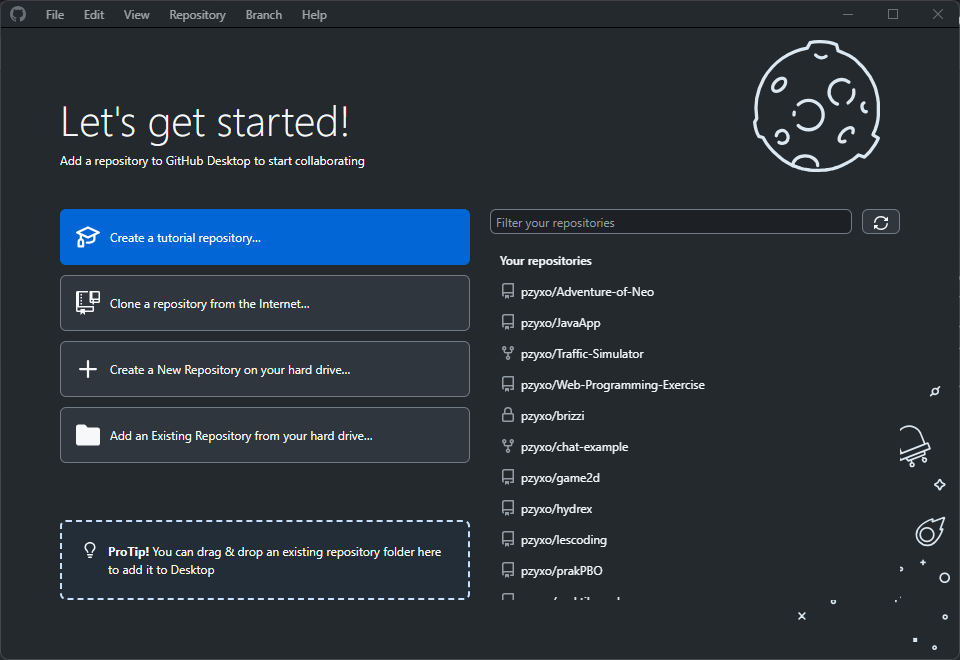 File Edit View Repository Branch Help
Let's get started!
Add a repository to GitHub Desktop to start collaborating
Create a tutorial repository...
Clone a repository from the Internet...
Create a New Repository on your hard drive...
Add an Existing Repository from your hard drive...
ProTip! You can drag & drop an existing repository folder here
to add it to Desktop
Filter your repositories
Your repositories
pzyxo/Adventure-of-Neo
pzyxo/JavaApp
pzyxo/Traffic-Simulator
pzyxo/Web-Programming-Exercise
pzyxo/brizzi
pzyxo/chat-example
pzyxo/game2d
pzyxo/hydrex
pzyxo/lescoding
pzyxo/prakPBO